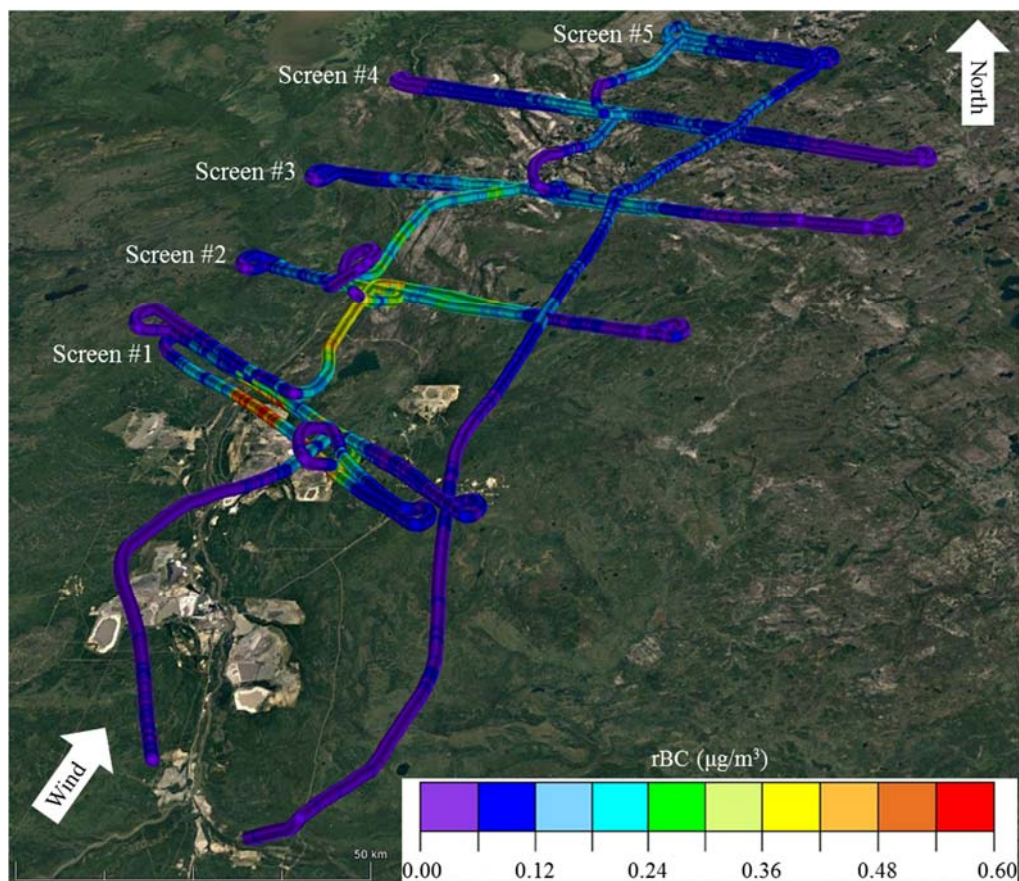 Screen #5
Screen #4
North
Screen #3
Screen #2
Screen #1
Wind
rBC (μg/m³)
50 km
0.00 0.12 0.24 0.36 0.48 0.60